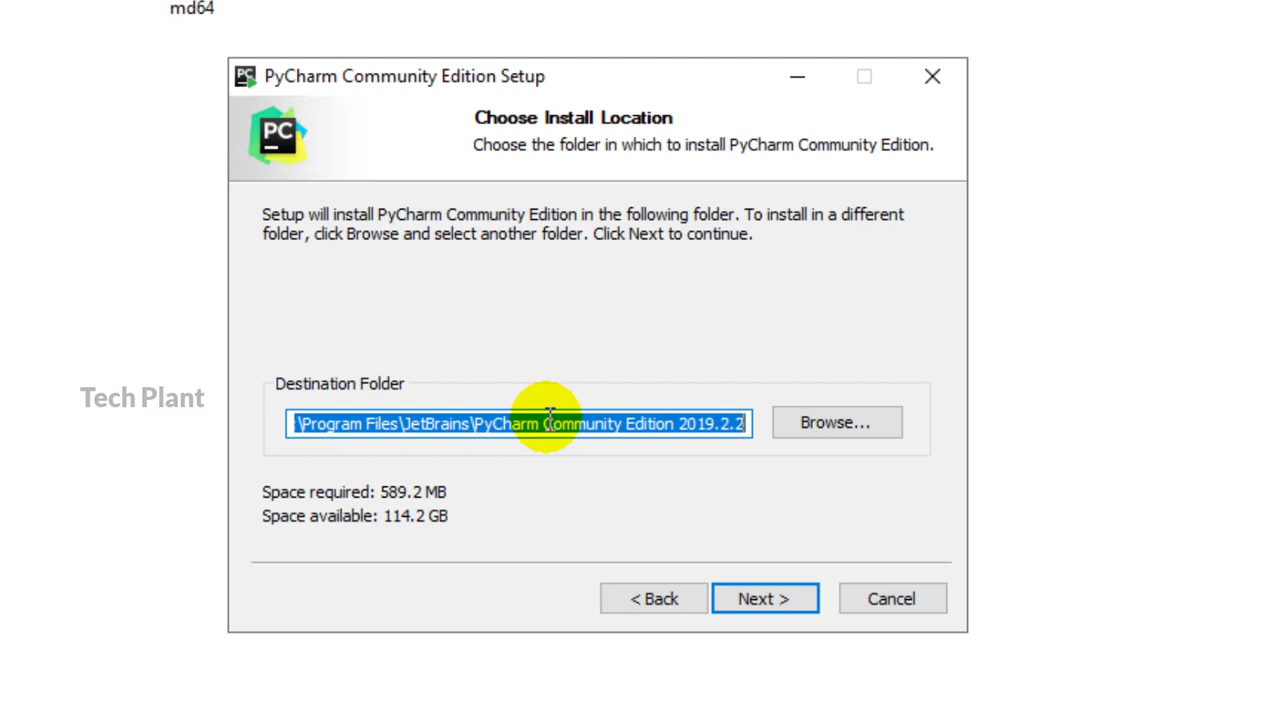 md64
PC
PyCharm Community Edition Setup
PC
Choose Install Location
Choose the folder in which to install PyCharm Community Edition.
Setup will install PyCharm Community Edition in the following folder. To install in a different
folder, click Browse and select another folder. Click Next to continue.
Tech Plant
Destination Folder
:\Program Files\JetBrains\PyCharm Community Edition 2019.2.2
Browse...
Space required: 589.2 MB
Space available: 114.2 GB
< Back
Next >
Cancel